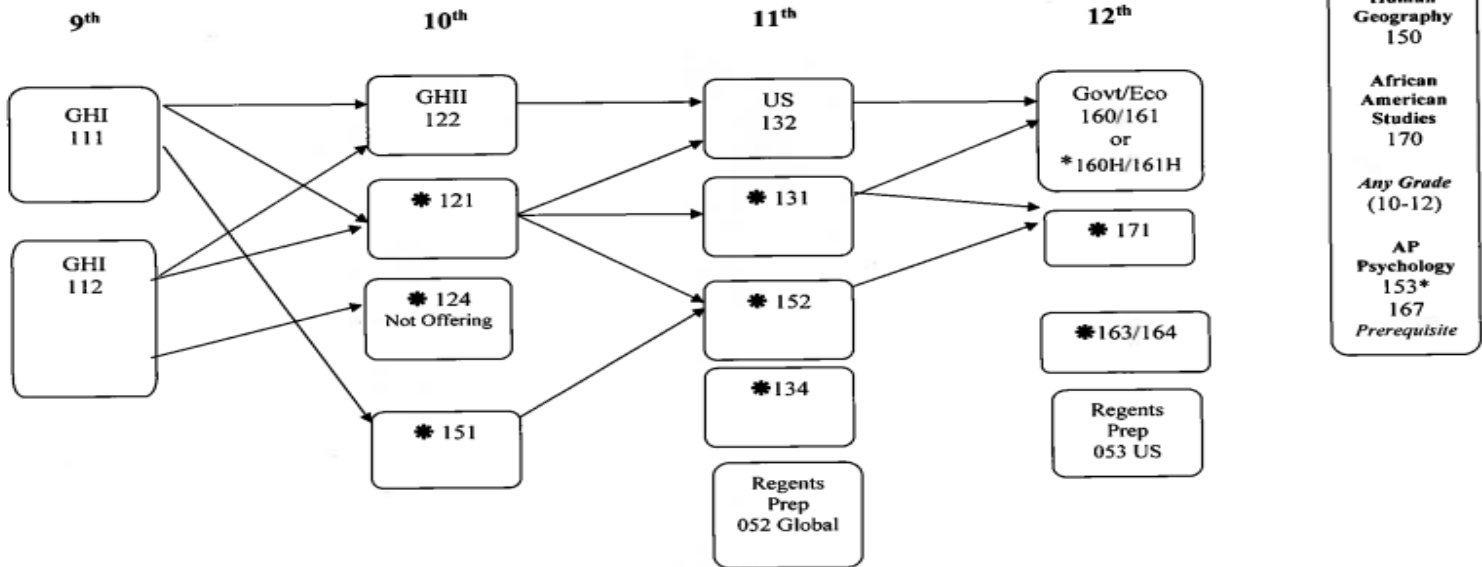 9th
10th
11th
12th
GHI
111
GHI
112
GHII
122
✱ 121
✱ 124
Not Offering
✱ 151
US
132
✱ 131
✱ 152
✱134
Regents
Prep
052 Global
Govt/Eco
160/161
or
*160H/161H
✱ 171
✱163/164
Regents
Prep
053 US
Geography
150
African
American
Studies
170
Any Grade
(10-12)
AP
Psychology
153*
167
Prerequisite